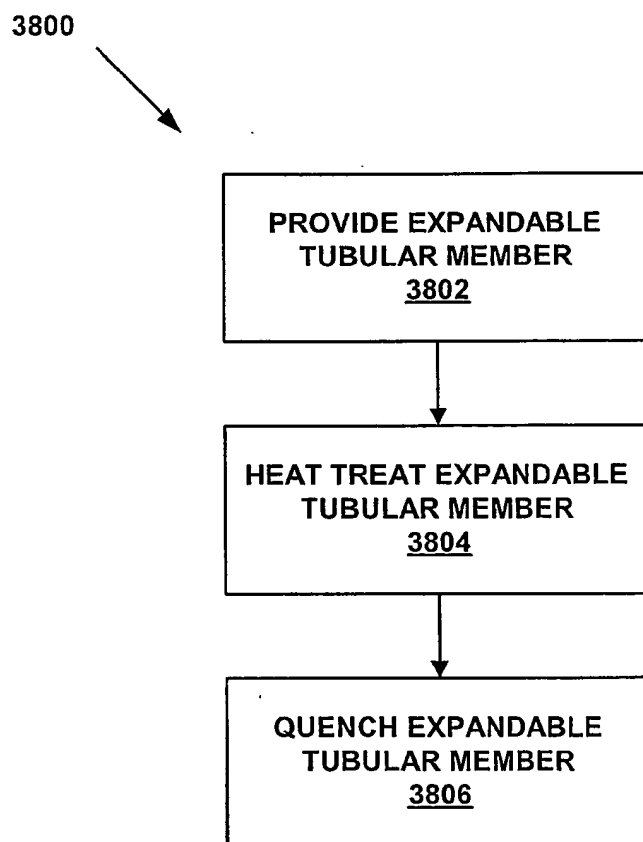 3800
PROVIDE EXPANDABLE
TUBULAR MEMBER
3802
HEAT TREAT EXPANDABLE
TUBULAR MEMBER
3804
QUENCH EXPANDABLE
TUBULAR MEMBER
3806